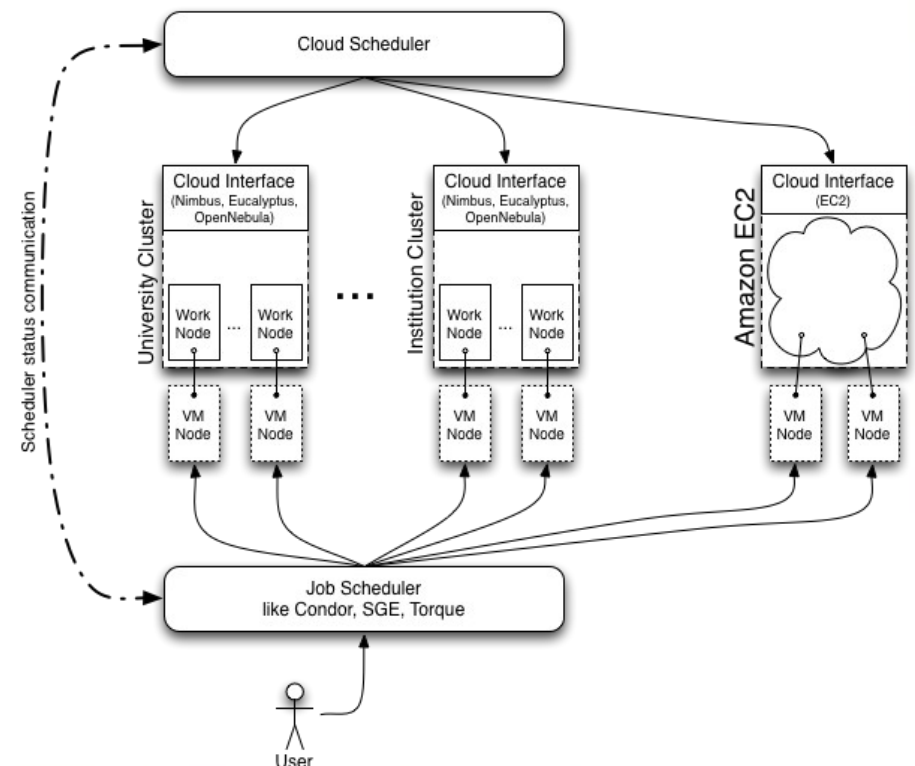 Cloud Scheduler
Scheduler status communication
University Cluster
Cloud Interface
(Nimbus, Eucalyptus,
OpenNebula)
Work
Node
...
Work
Node
VM
Node
VM
Node
...
Institution Cluster
Cloud Interface
(Nimbus, Eucalyptus,
OpenNebula)
Work
Node
...
Work
Node
VM
Node
VM
Node
Amazon EC2
Cloud Interface
(EC2)
VM
Node
VM
Node
Job Scheduler
like Condor, SGE, Torque
User